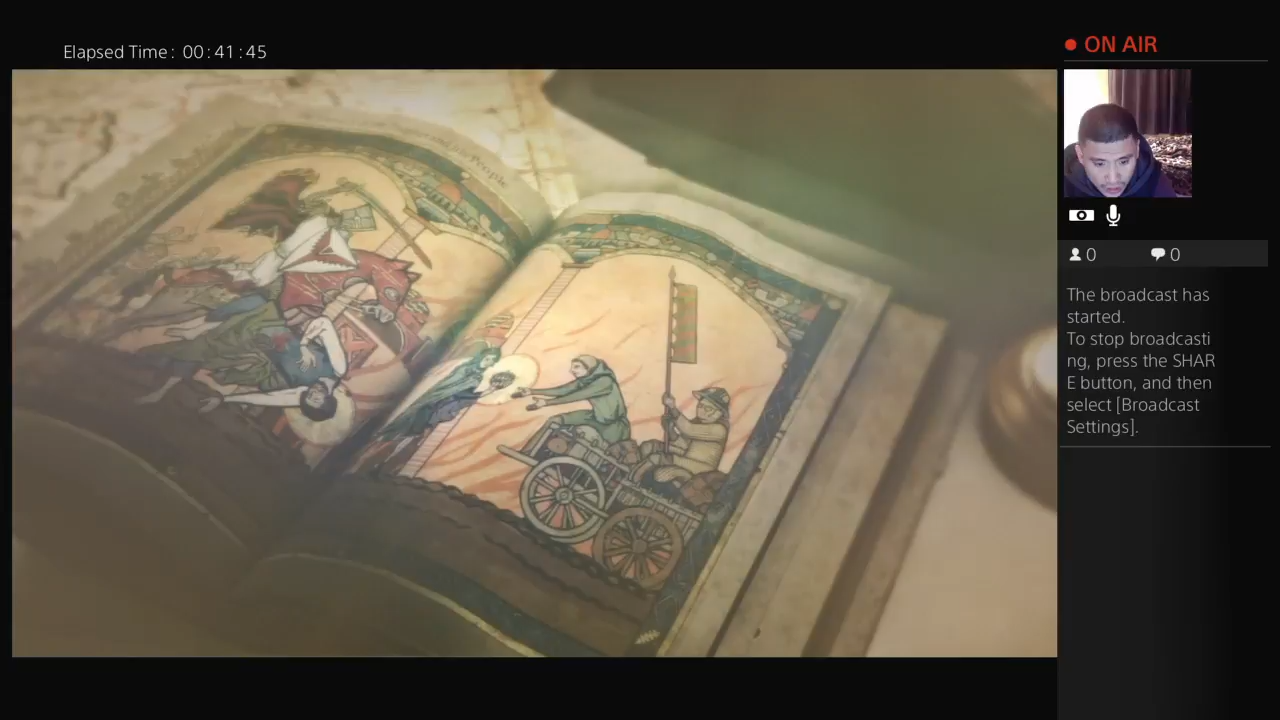 Elapsed Time: 00:41:45
ON AIR
0
0
The broadcast has
started.
To stop broadcasti
ng, press the SHAR
E button, and then
select [Broadcast
Settings].